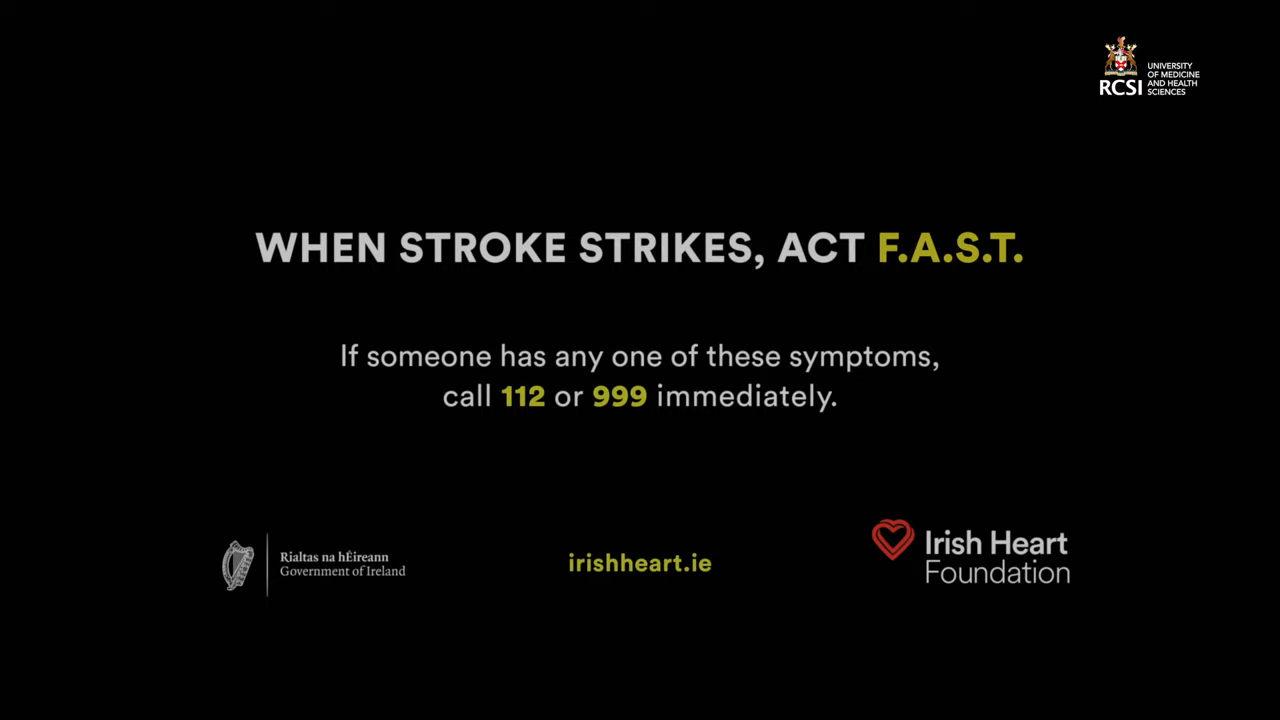 RCSI
UNIVERSITY
OF MEDICINE
AND HEALTH
SCIENCES
WHEN STROKE STRIKES, ACT F.A.S.T.
If someone has any one of these symptoms,
call 112 or 999 immediately.
Rialtas na hÉireann
Government of Ireland
irishheart.ie
Irish Heart
Foundation